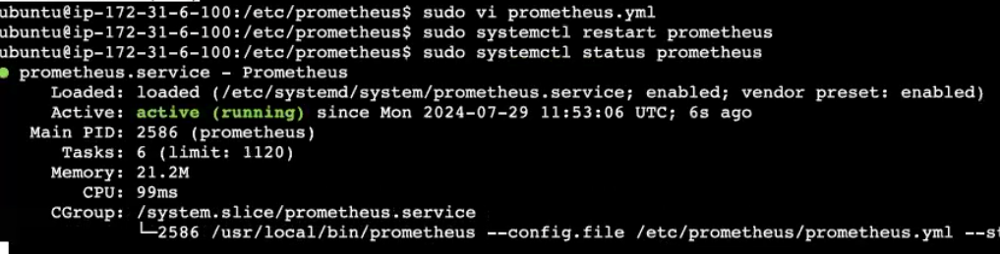 ubuntu@ip-172-31-6-100:/etc/prometheus$ sudo vi prometheus.yml
ubuntu@ip-172-31-6-100:/etc/prometheus$ sudo systemctl restart prometheus
ubuntu@ip-172-31-6-100:/etc/prometheus$ sudo systemctl status prometheus
● prometheus.service - Prometheus
Loaded: loaded (/etc/systemd/system/prometheus.service; enabled; vendor preset: enabled)
Active: active (running) since Mon 2024-07-29 11:53:06 UTC; 6s ago
Main PID: 2586 (prometheus)
Tasks: 6 (limit: 1120)
Memory: 21.2M
CPU: 99ms
CGroup: /system.slice/prometheus.service
└─2586 /usr/local/bin/prometheus --config.file /etc/prometheus/prometheus.yml